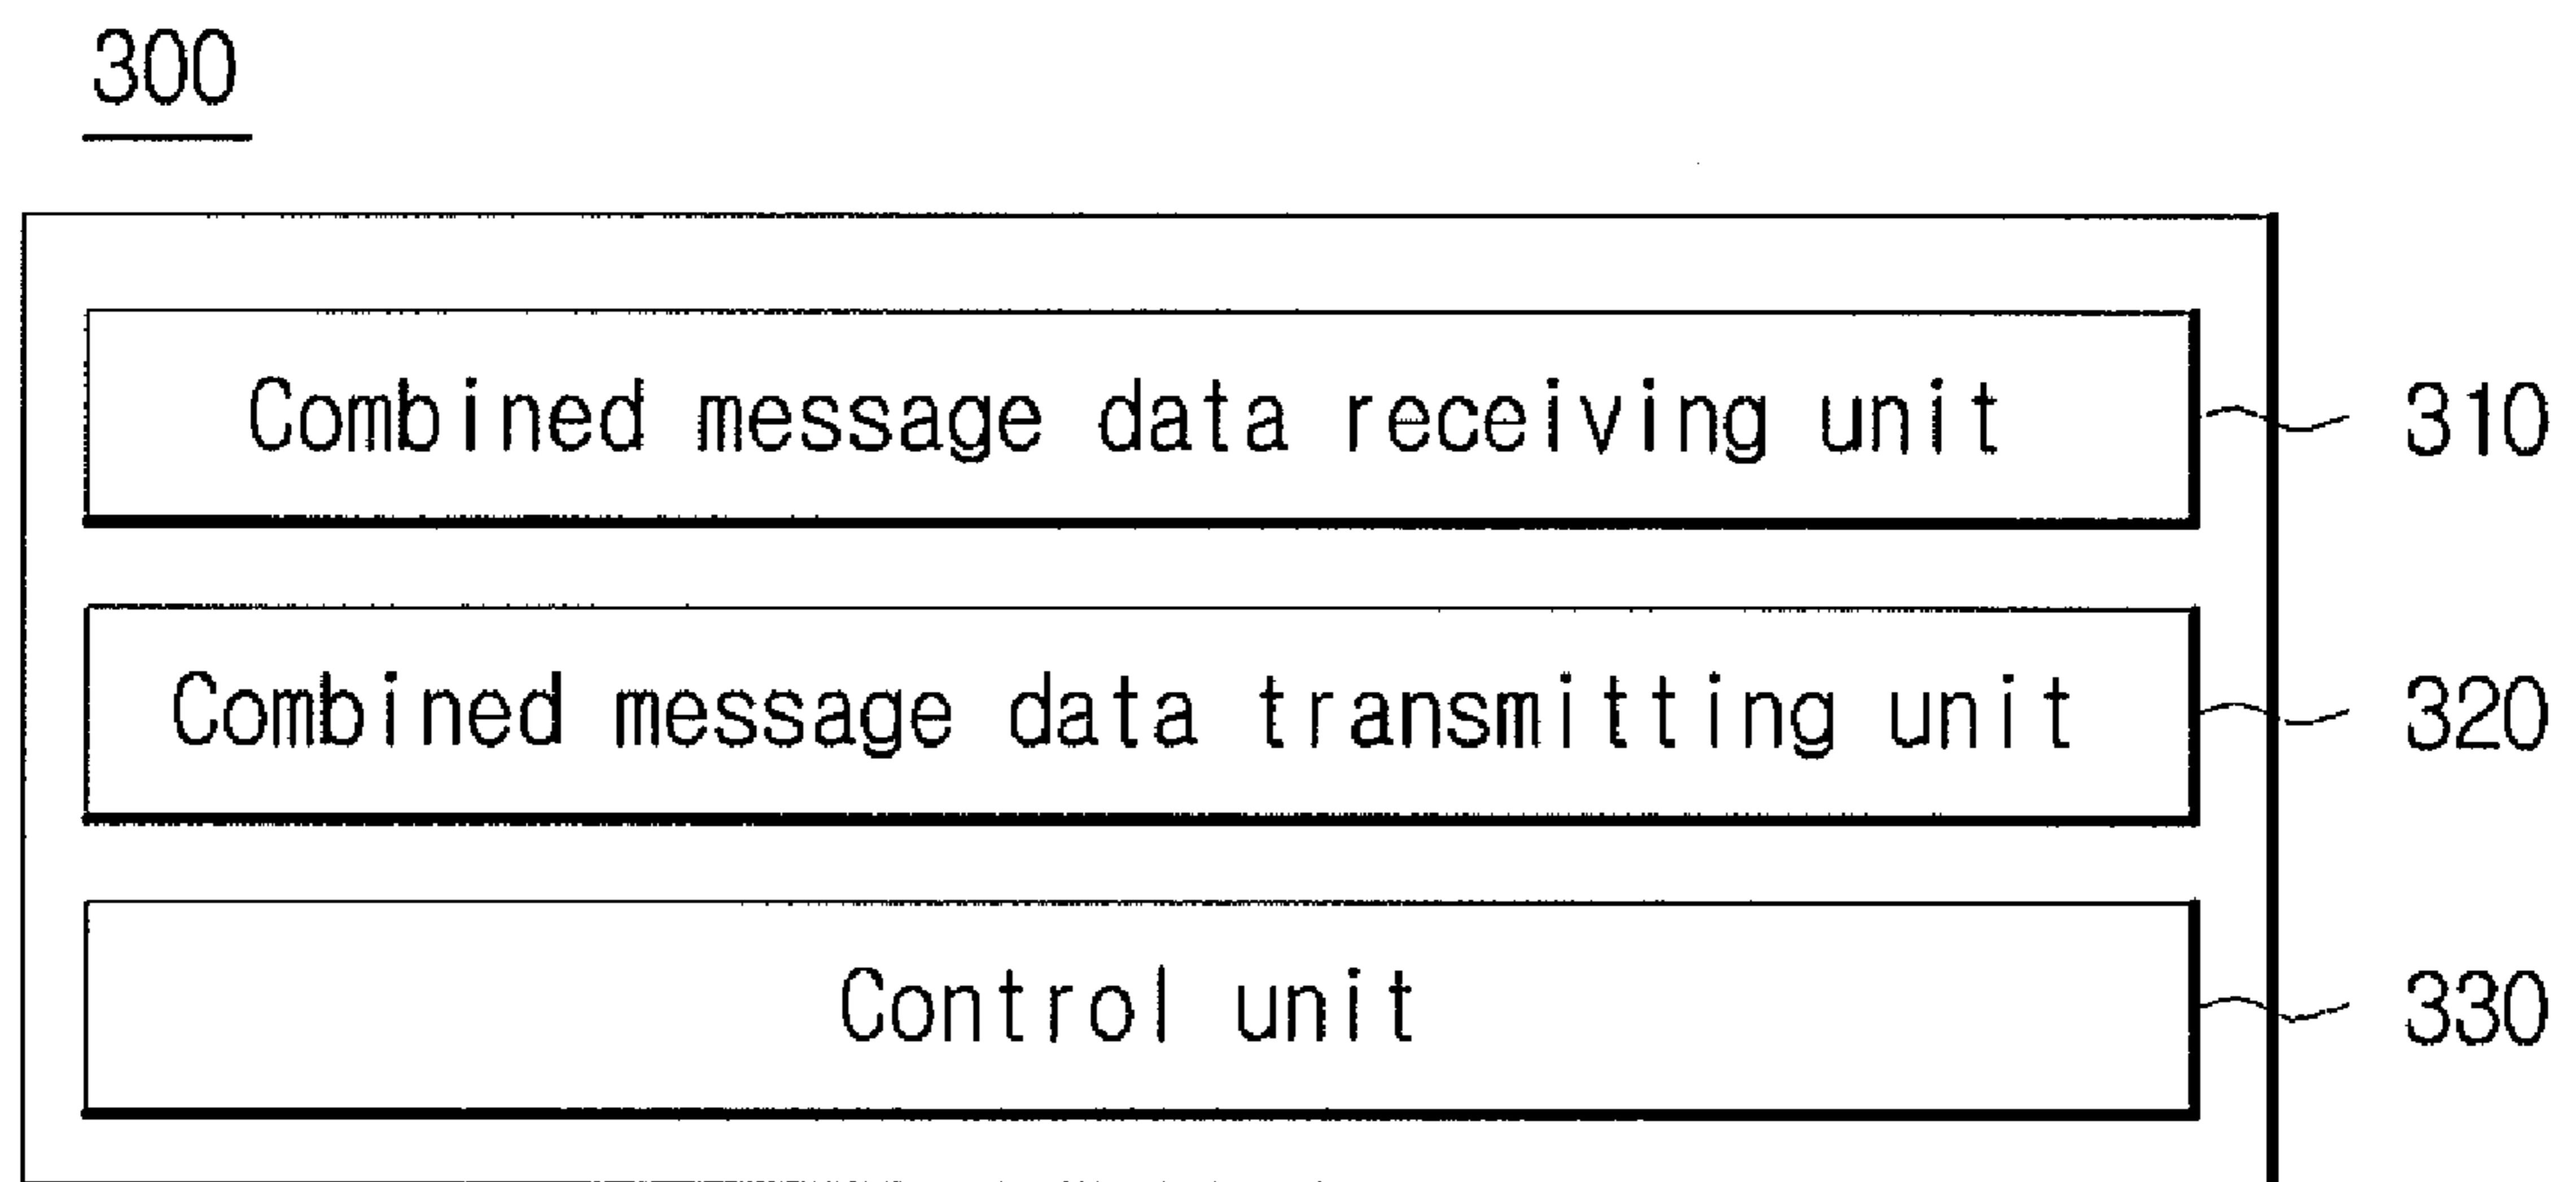 300
Combined message data receiving unit 310
Combined message data transmitting unit 320
Control unit 330